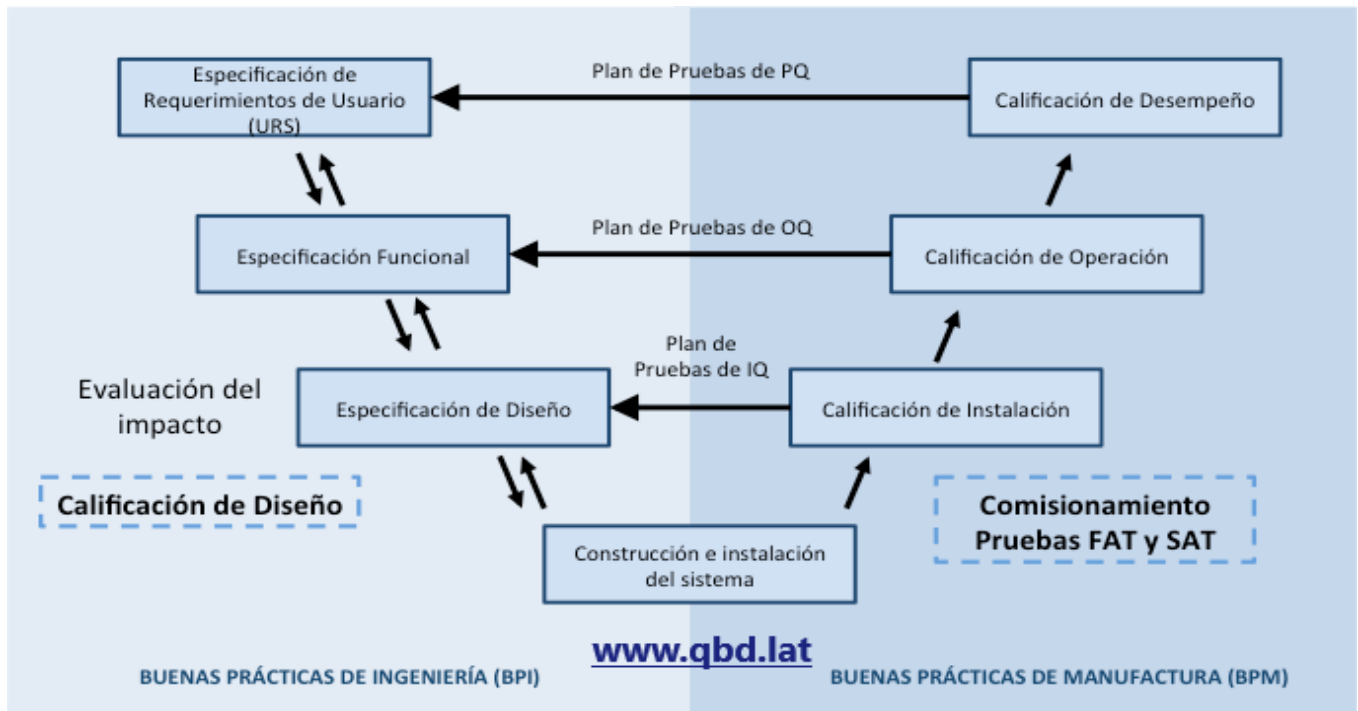 Especificación de
Requerimientos de Usuario
(URS)
Plan de Pruebas de PQ
Calificación de Desempeño
Especificación Funcional
Plan de Pruebas de OQ
Calificación de Operación
Evaluación del
impacto
Especificación de Diseño
Plan de
Pruebas de IQ
Calificación de Instalación
Calificación de Diseño
Construcción e instalación
del sistema
Comisionamiento
Pruebas FAT y SAT
www.qbd.lat
BUENAS PRÁCTICAS DE INGENIERÍA (BPI)
BUENAS PRÁCTICAS DE MANUFACTURA (BPM)